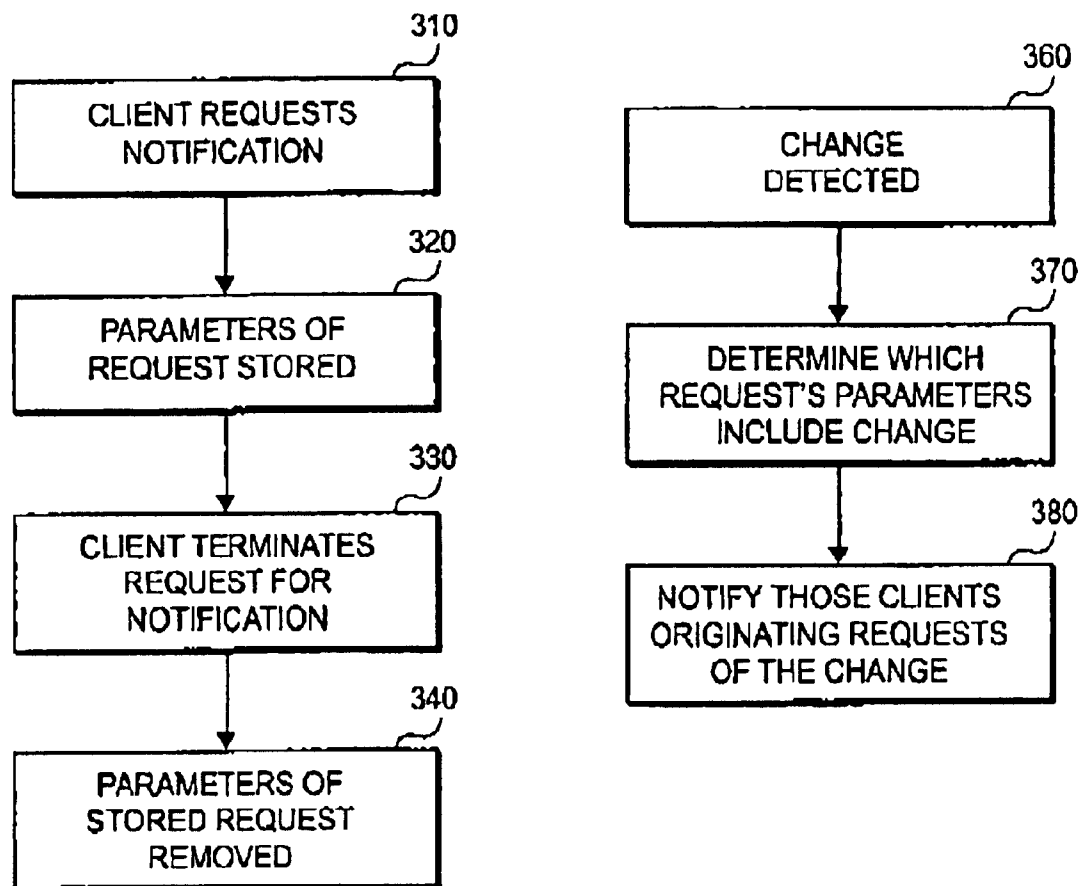 310
CLIENT REQUESTS
NOTIFICATION
320
PARAMETERS OF
REQUEST STORED
330
CLIENT TERMINATES
REQUEST FOR
NOTIFICATION
340
PARAMETERS OF
STORED REQUEST
REMOVED
360
CHANGE
DETECTED
370
DETERMINE WHICH
REQUEST'S PARAMETERS
INCLUDE CHANGE
380
NOTIFY THOSE CLIENTS
ORIGINATING REQUESTS
OF THE CHANGE